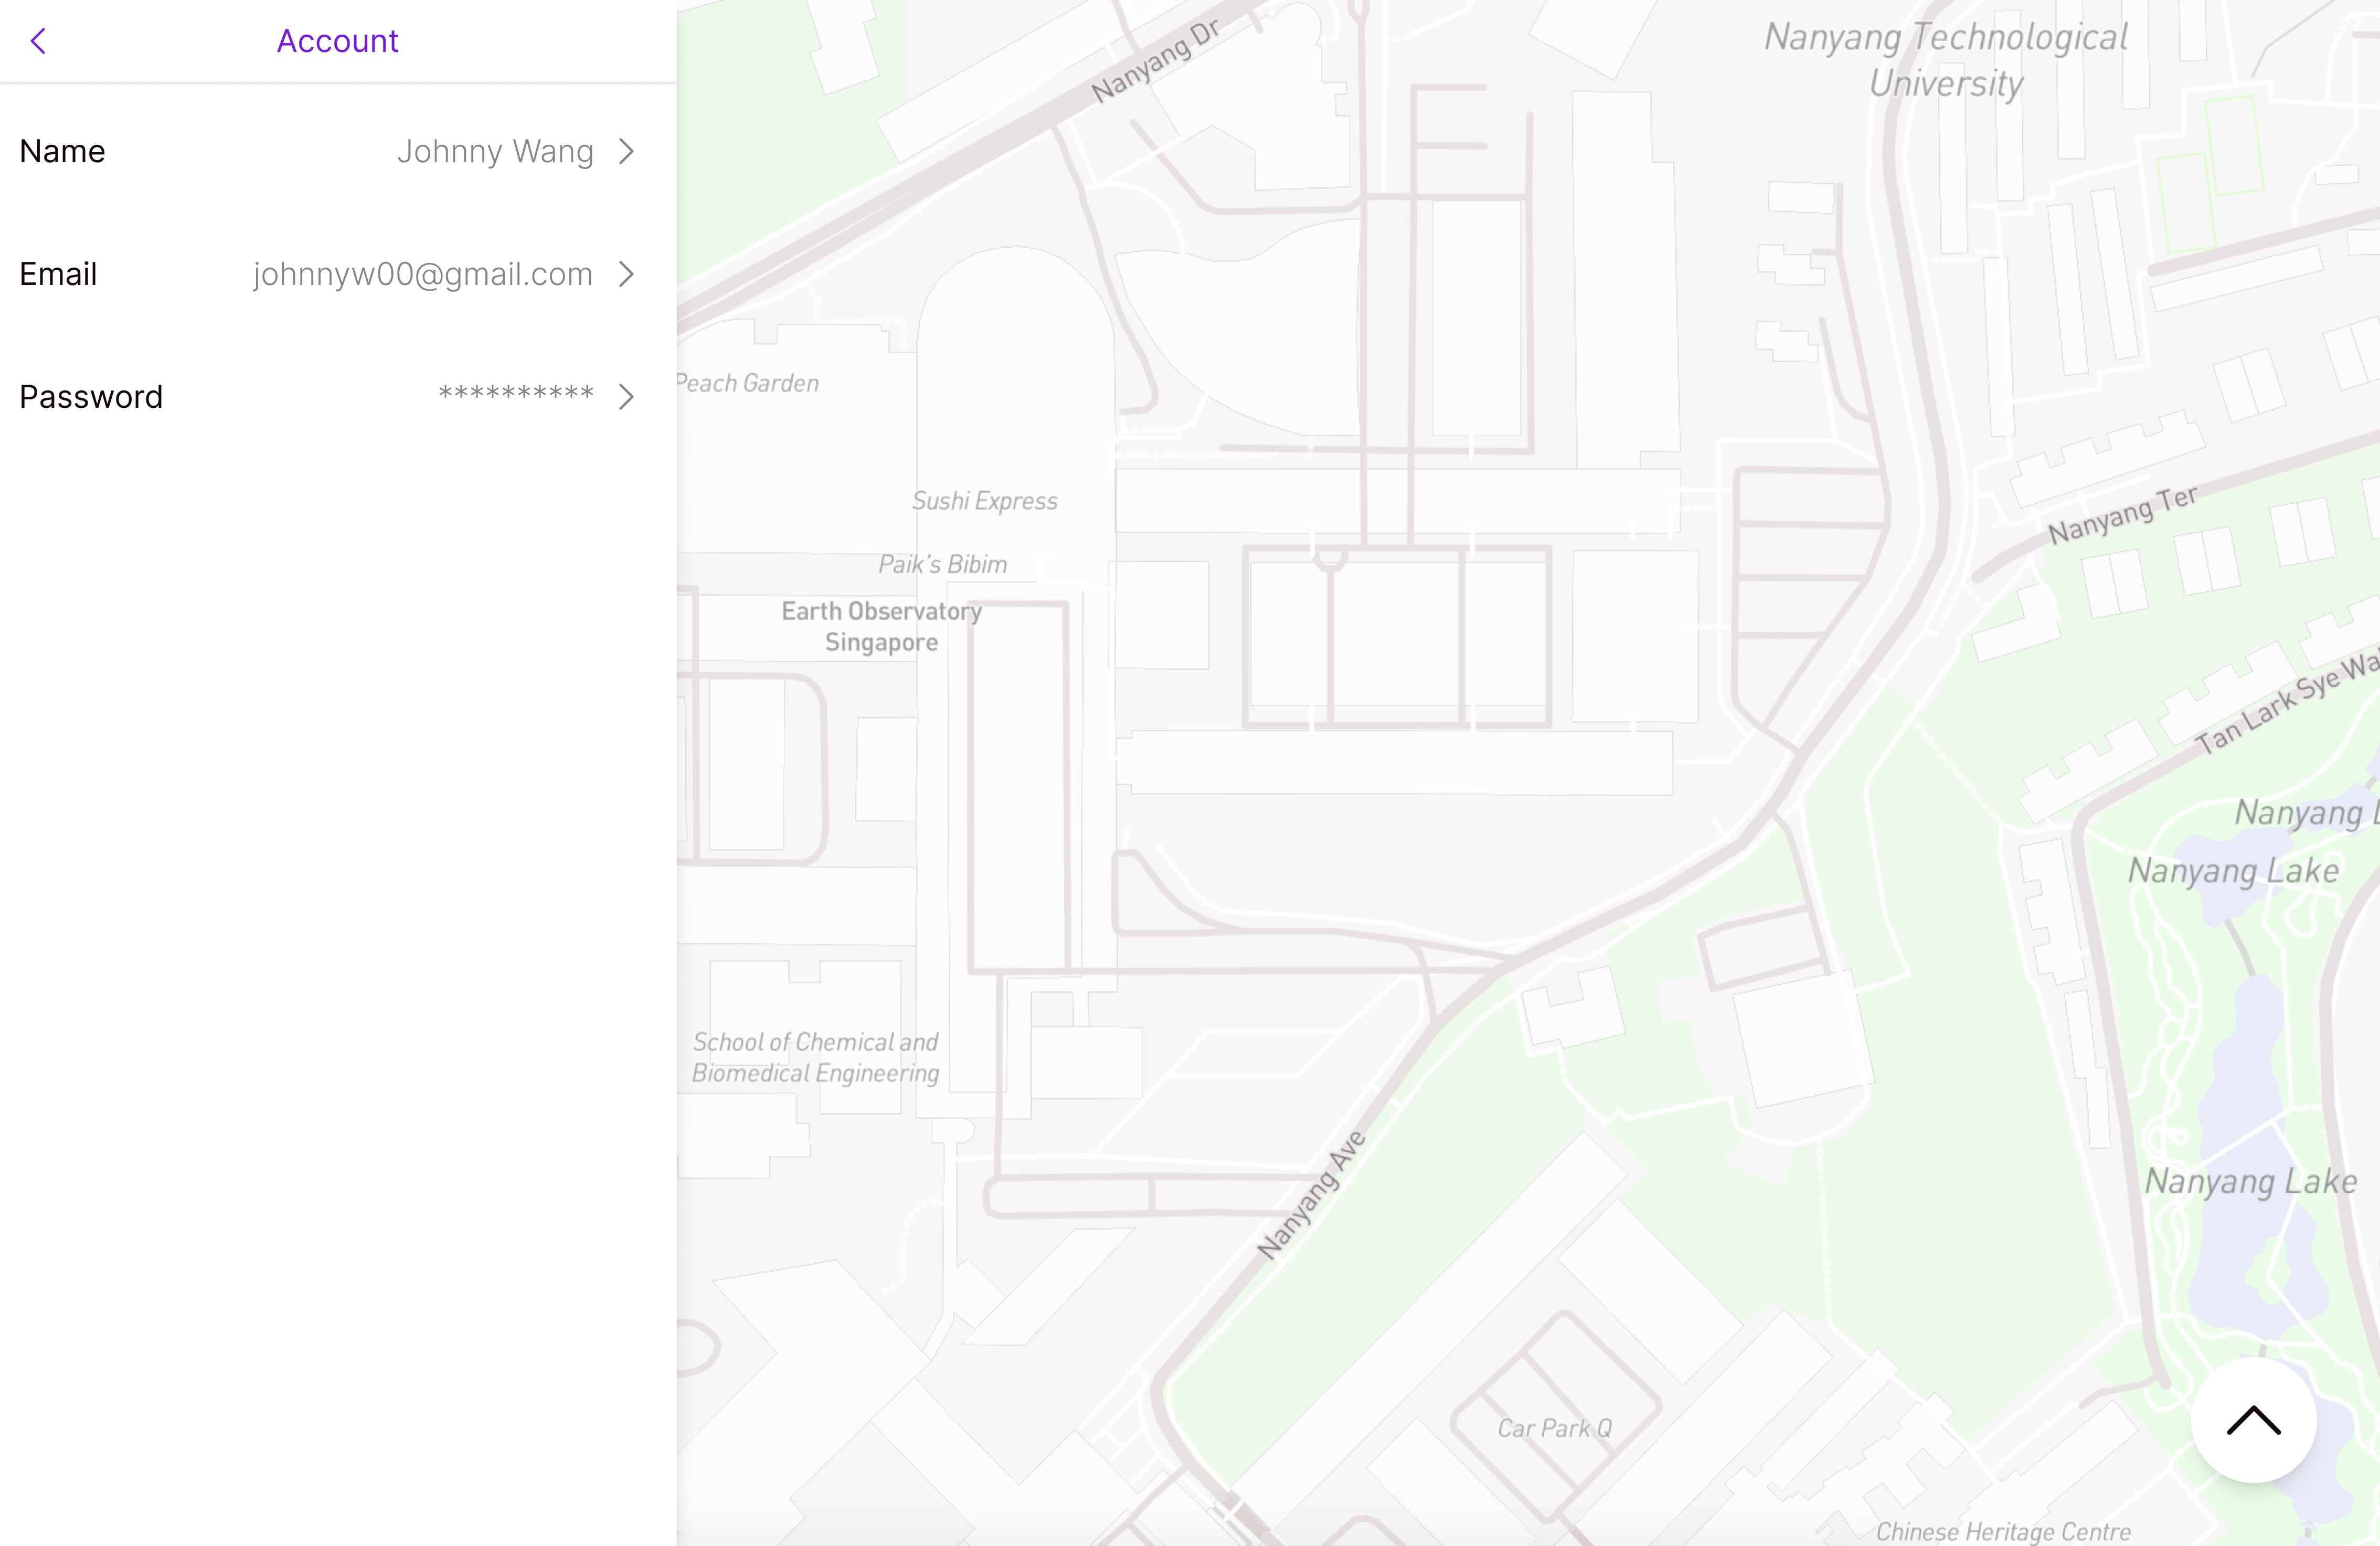 Account
Name Johnny Wang
Email johnnyw00@gmail.com
Password **********
Nanyang Dr
Nanyang Technological
University
Peach Garden
Sushi Express
Paik's Bibim
Earth Observatory
Singapore
Nanyang Ter
Tan Lark Sye Wal
Nanyang L
Nanyang Lake
School of Chemical and
Biomedical Engineering
Nanyang Ave
Nanyang Lake
Car Park Q
Chinese Heritage Centre